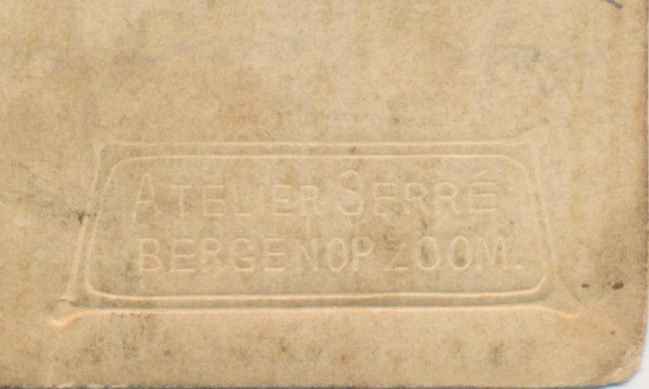 ATELIER SERRÉ
BERGEN OP ZOOM.